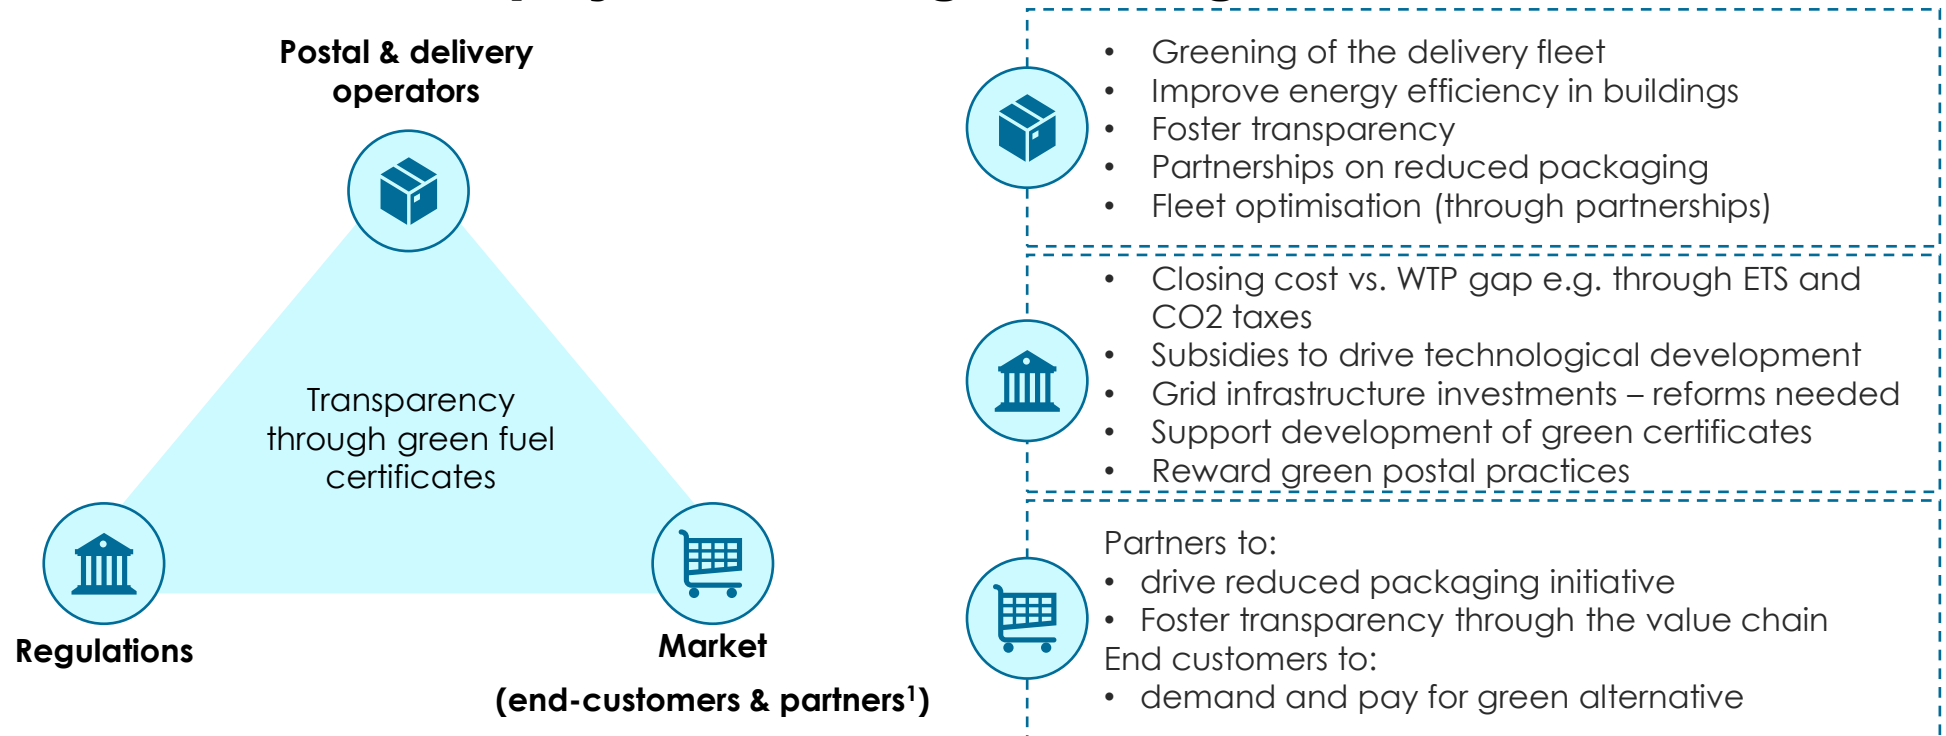 Postal & delivery
operators
Transparency
through green fuel
certificates
Regulations
Market
(end-customers & partners¹)
• Greening of the delivery fleet
• Improve energy efficiency in buildings
• Foster transparency
• Partnerships on reduced packaging
• Fleet optimisation (through partnerships)
• Closing cost vs. WTP gap e.g. through ETS and
CO2 taxes
• Subsidies to drive technological development
• Grid infrastructure investments – reforms needed
• Support development of green certificates
• Reward green postal practices
Partners to:
• drive reduced packaging initiative
• Foster transparency through the value chain
End customers to:
• demand and pay for green alternative